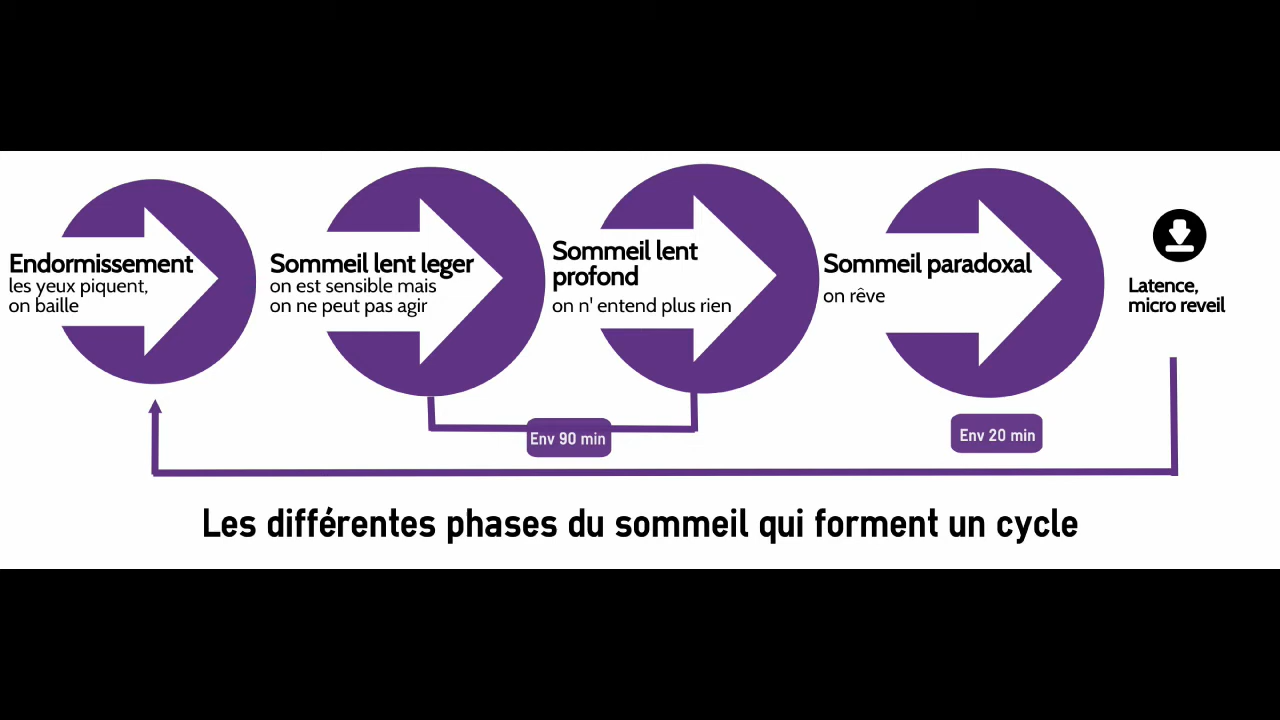 Endormissement
les yeux piquent,
on baille
Sommeil lent leger
on est sensible mais
on ne peut pas agir
Sommeil lent
profond
on n' entend plus rien
Sommeil paradoxal
on rêve
Latence,
micro reveil
Env 90 min
Env 20 min
Les différentes phases du sommeil qui forment un cycle